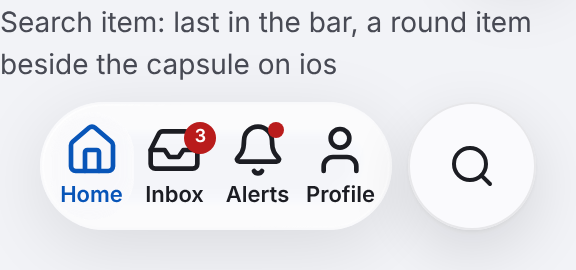 Search item: last in the bar, a round item
beside the capsule on ios
3
Home Inbox Alerts Profile